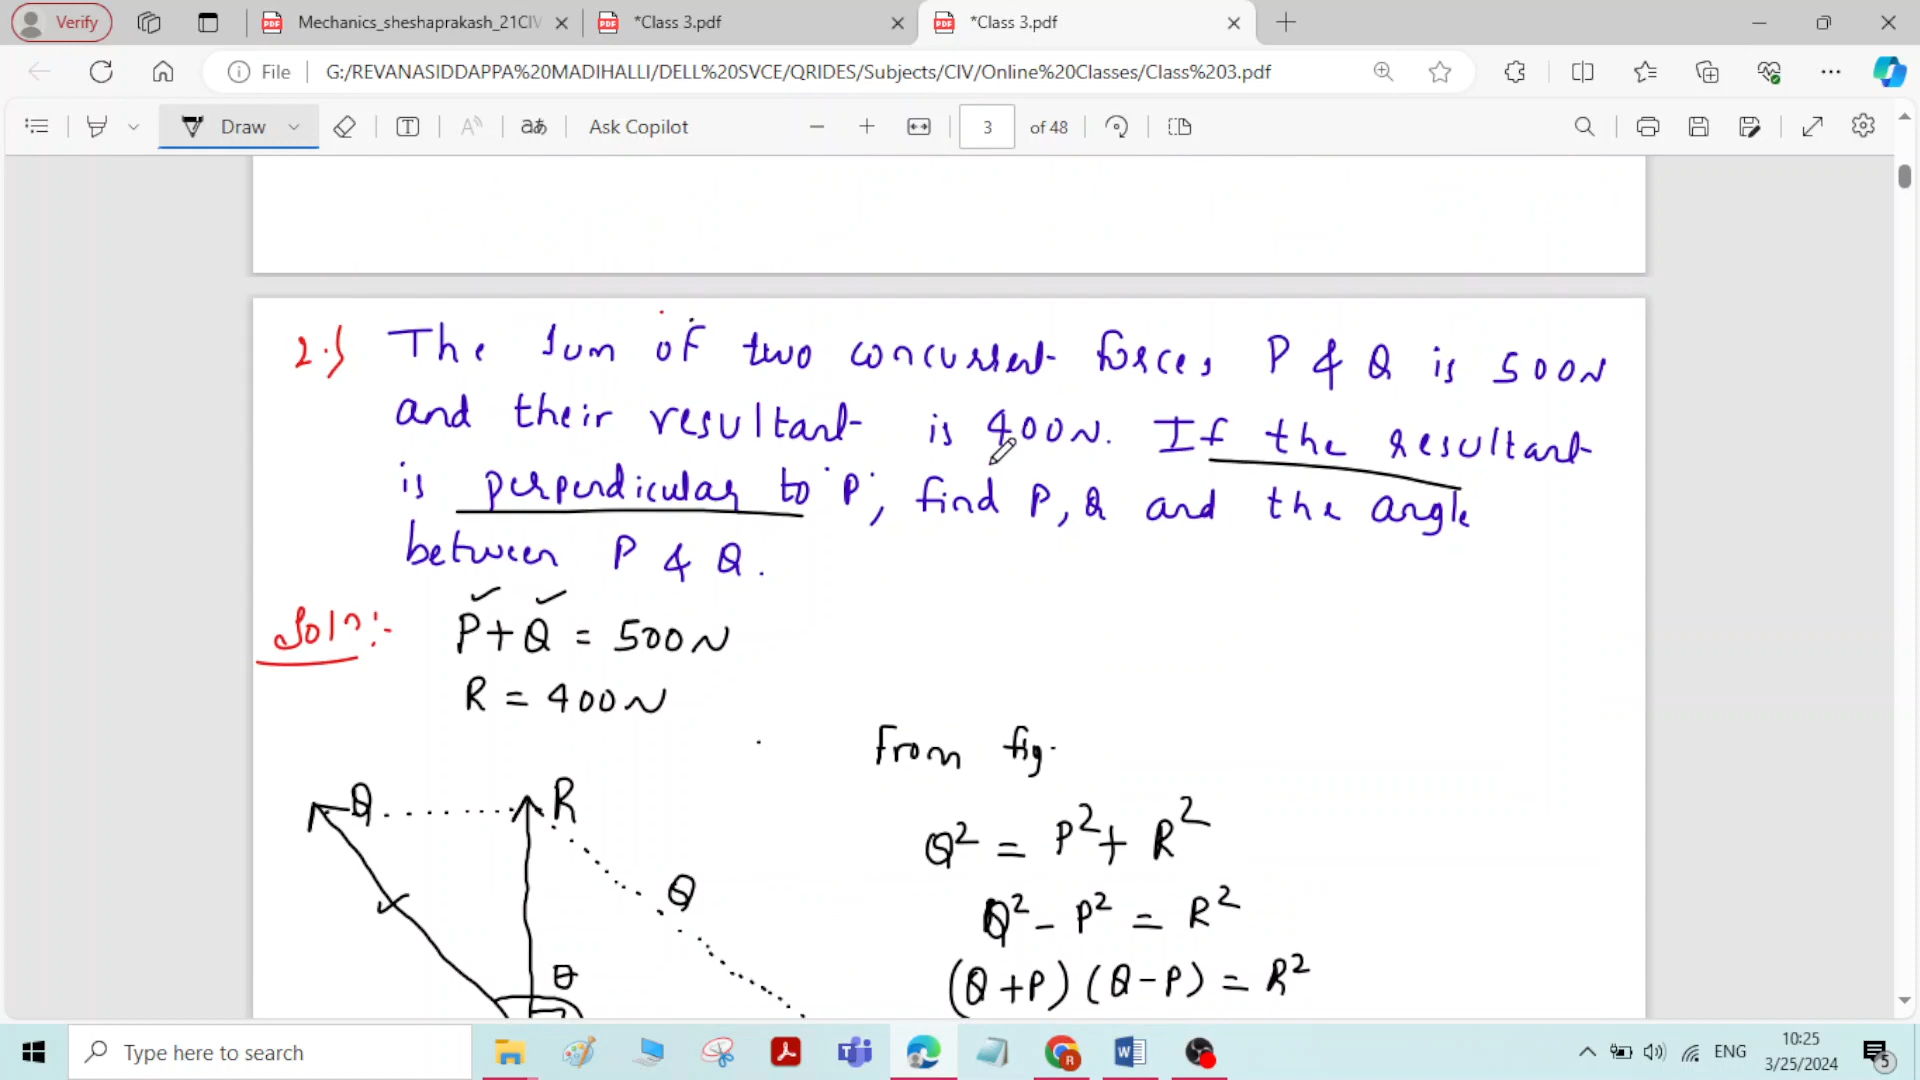 Verify
Mechanics_sheshaprakash_21CIV
*Class 3.pdf
*Class 3.pdf
File
G:/REVANASIDDAPPA%20MADIHALLI/DELL%20SVCE/QRIDES/Subjects/CIV/Online%20Classes/Class%203.pdf
Draw
Ask Copilot
3 of 48
2.) The sum of two concurrent forces P & Q is 500N
and their resultant is 400N. If the resultant
is perpendicular to 'P', find P, Q and the angle
between P & Q.
Soln:-
P+Q = 500N
R = 400N
From fig.
Q R
Q² = P² + R²
Q
Q² - P² = R²
θ
(Q+P) (Q-P) = R²
Type here to search
ENG
10:25
3/25/2024
5